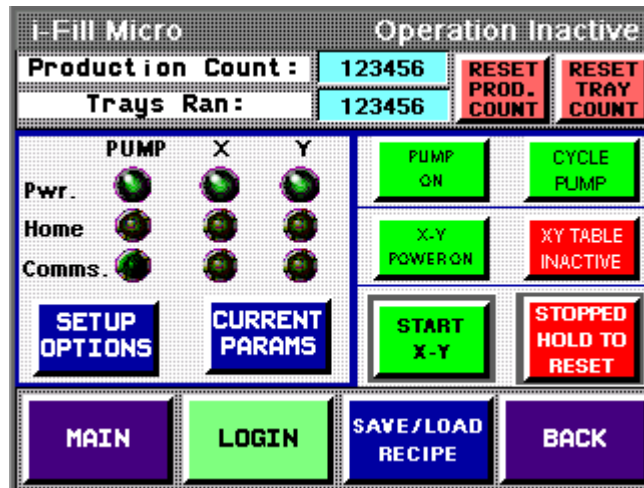 i-Fill Micro Operation Inactive
Production Count: 123456
RESET PROD. COUNT
RESET TRAY COUNT
Trays Ran: 123456
PUMP X Y
Pwr.
Home
Comms.
PUMP ON
CYCLE PUMP
X-Y POWER ON
XY TABLE INACTIVE
SETUP OPTIONS
CURRENT PARAMS
START X-Y
STOPPED HOLD TO RESET
MAIN
LOGIN
SAVE/LOAD RECIPE
BACK